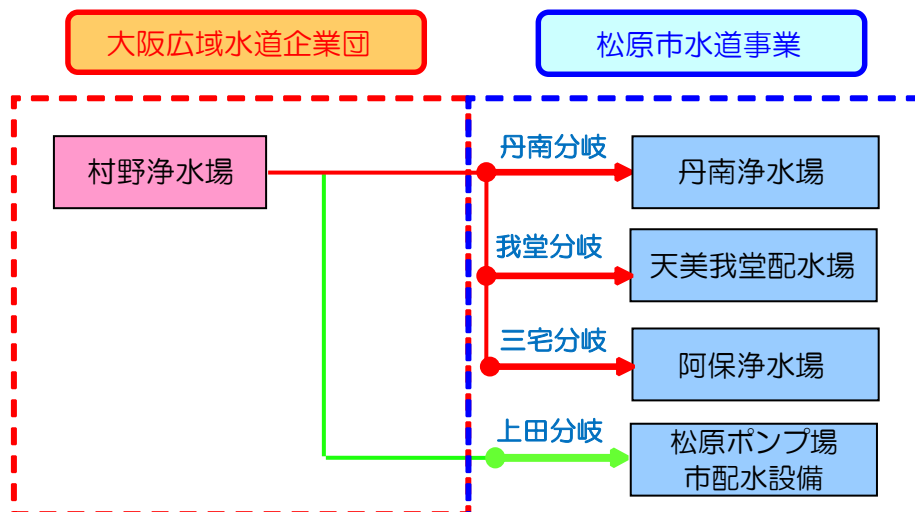 大阪広域水道企業団
松原市水道事業
村野浄水場
丹南分岐
丹南浄水場
我堂分岐
天美我堂配水場
三宅分岐
阿保浄水場
上田分岐
松原ポンプ場
市配水設備